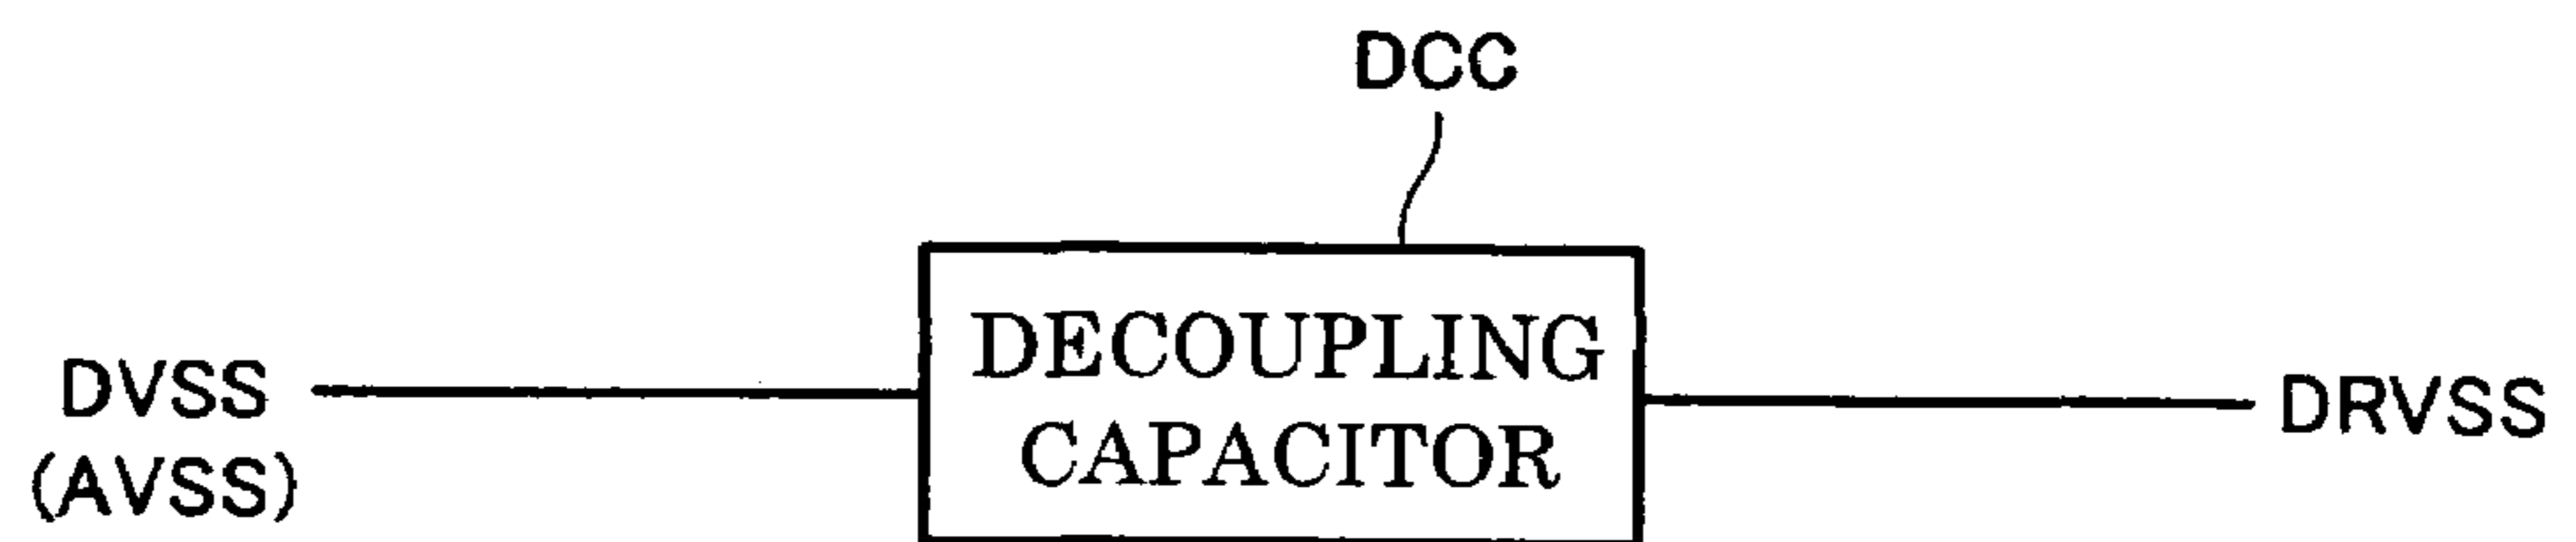 DCC
DECOUPLING
CAPACITOR
DVSS
(AVSS)
DRVSS